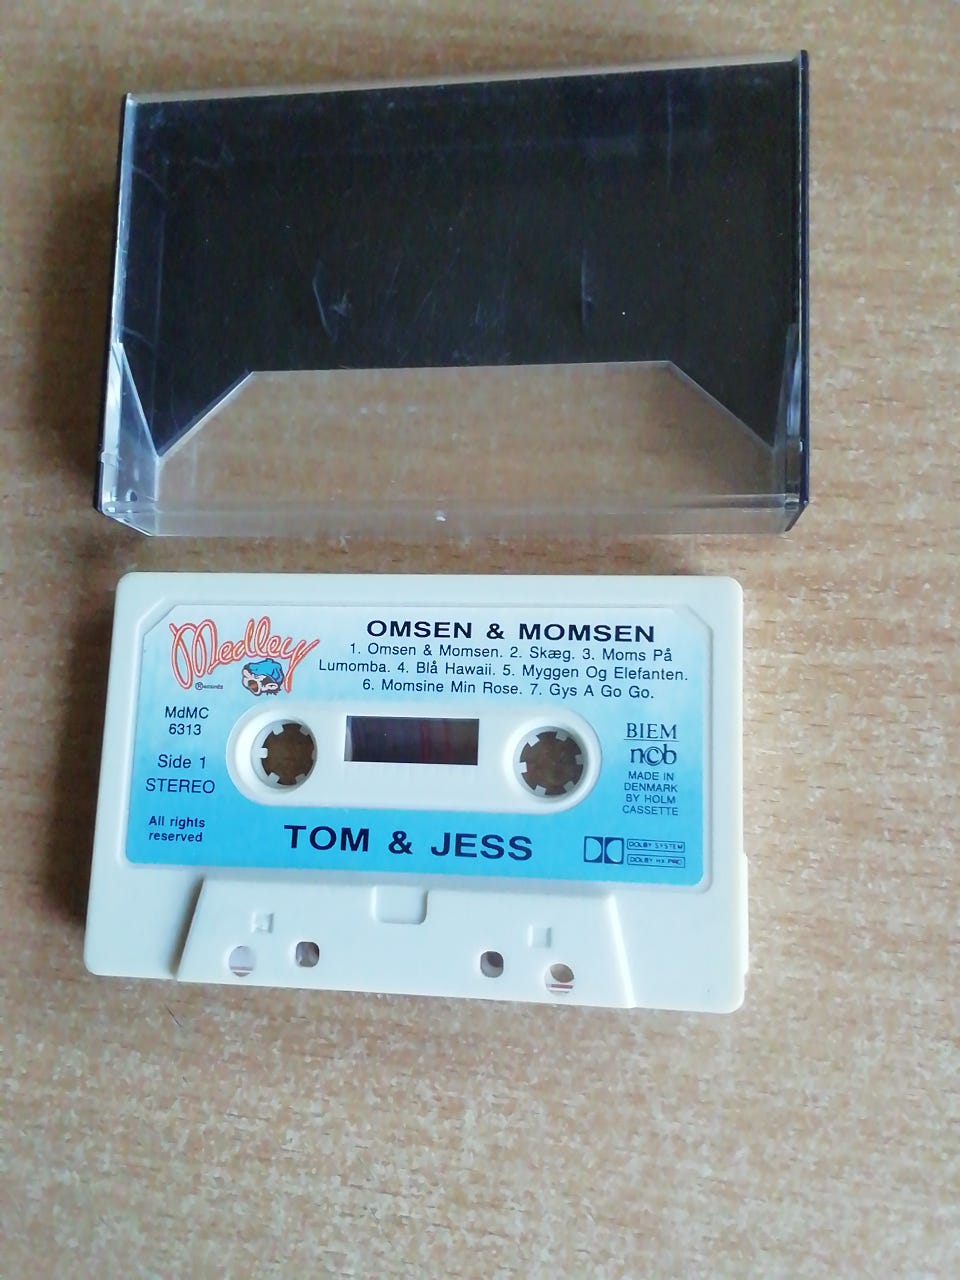 Medley
Records
OMSEN & MOMSEN
1. Omsen & Momsen. 2. Skæg. 3. Moms På
Lumomba. 4. Blå Hawaii. 5. Myggen Og Elefanten.
6. Momsine Min Rose. 7. Gys A Go Go.
MdMC
6313
Side 1
STEREO
All rights
reserved
BIEM
ncb
MADE IN
DENMARK
BY HOLM
CASSETTE
TOM & JESS
DOLBY SYSTEM
DOLBY HX PRO